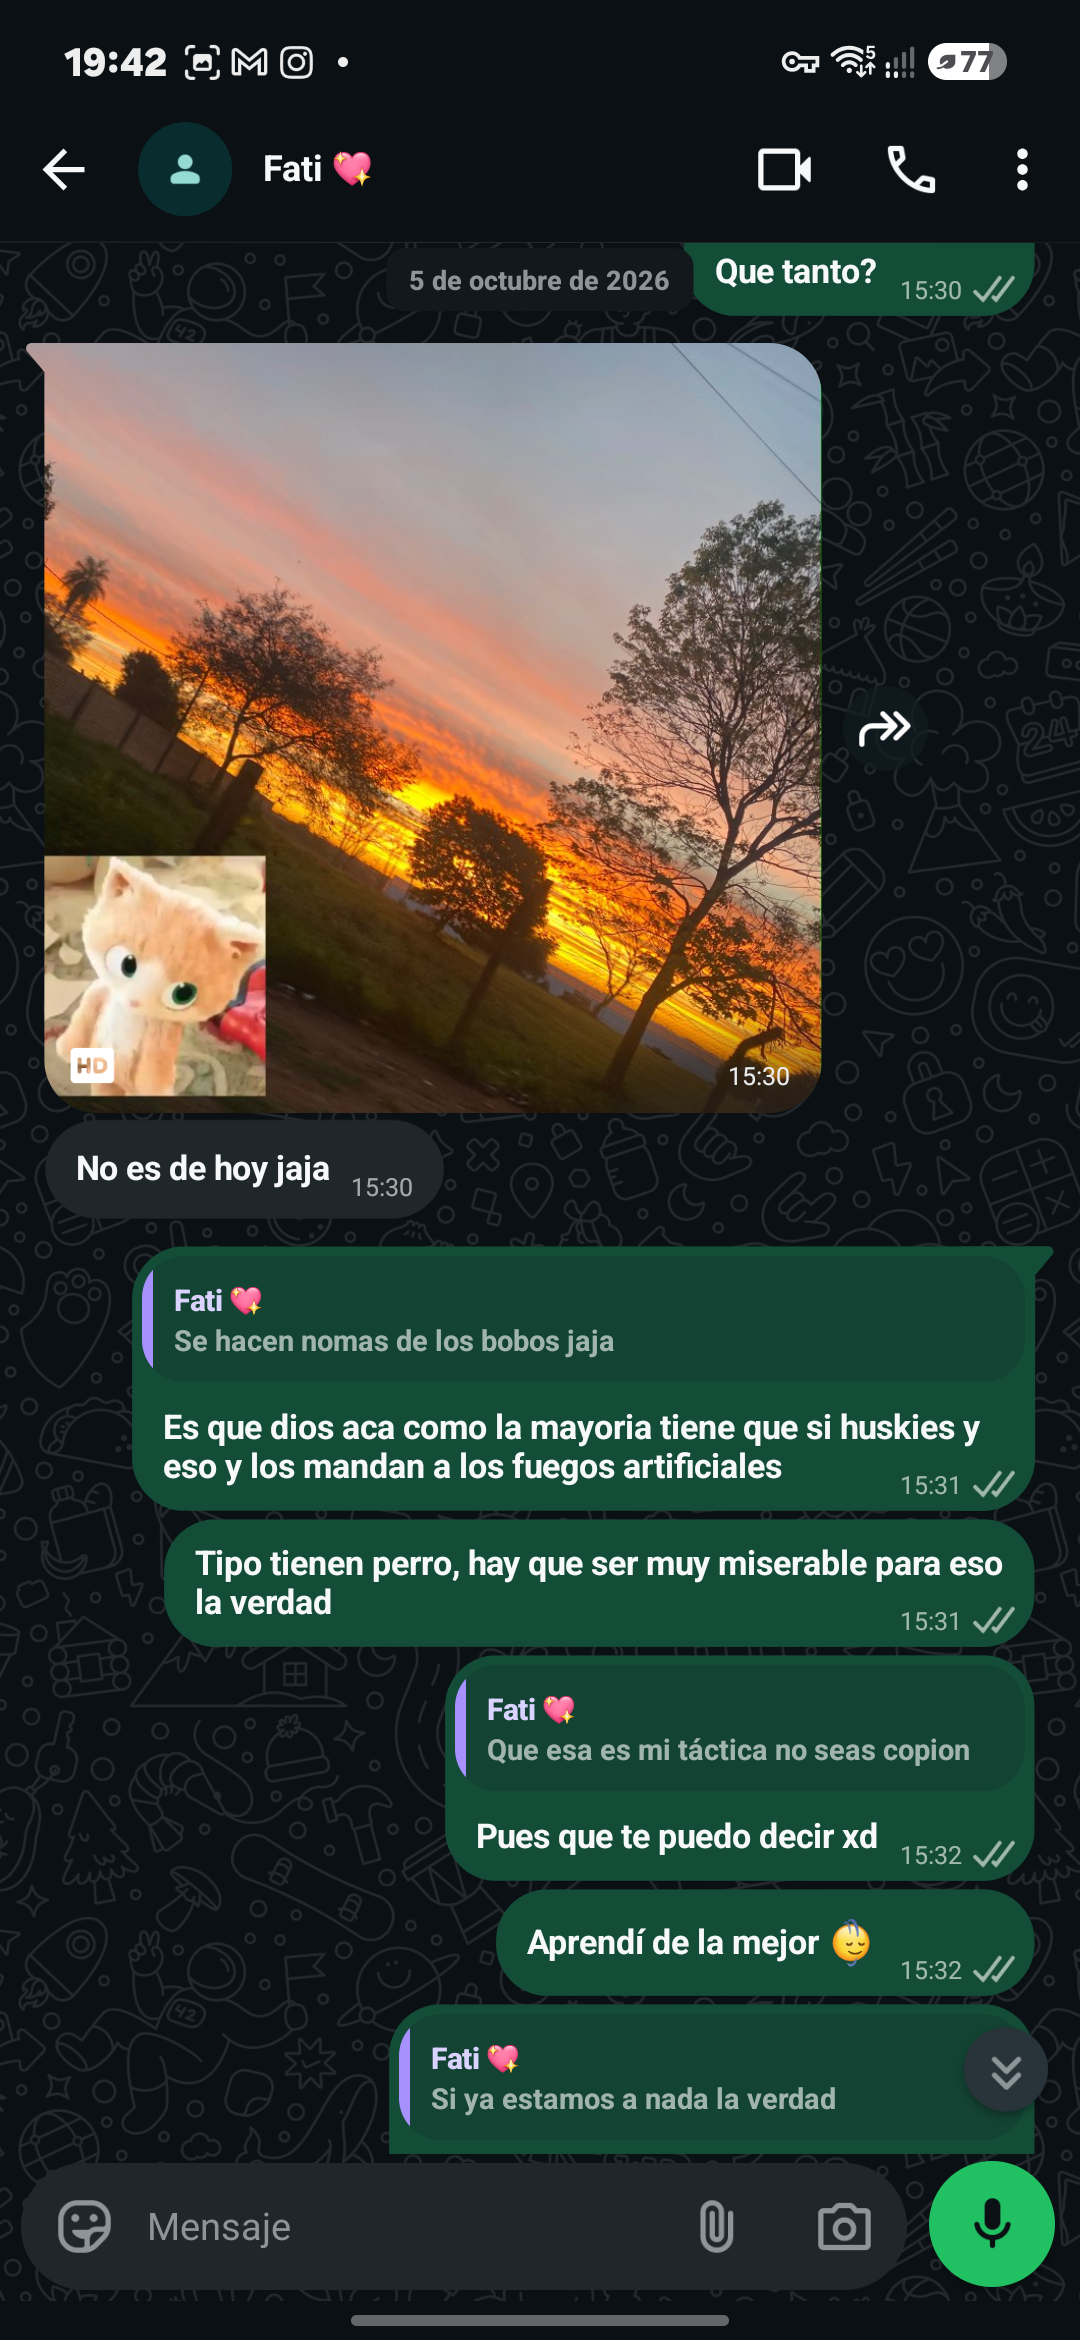 19:42
77
Fati 💖
5 de octubre de 2026
Que tanto? 15:30
HD
15:30
No es de hoy jaja 15:30
Fati 💖
Se hacen nomas de los bobos jaja
Es que dios aca como la mayoria tiene que si huskies y
eso y los mandan a los fuegos artificiales 15:31
Tipo tienen perro, hay que ser muy miserable para eso
la verdad 15:31
Fati 💖
Que esa es mi táctica no seas copion
Pues que te puedo decir xd 15:32
Aprendí de la mejor 15:32
Fati 💖
Si ya estamos a nada la verdad
Mensaje